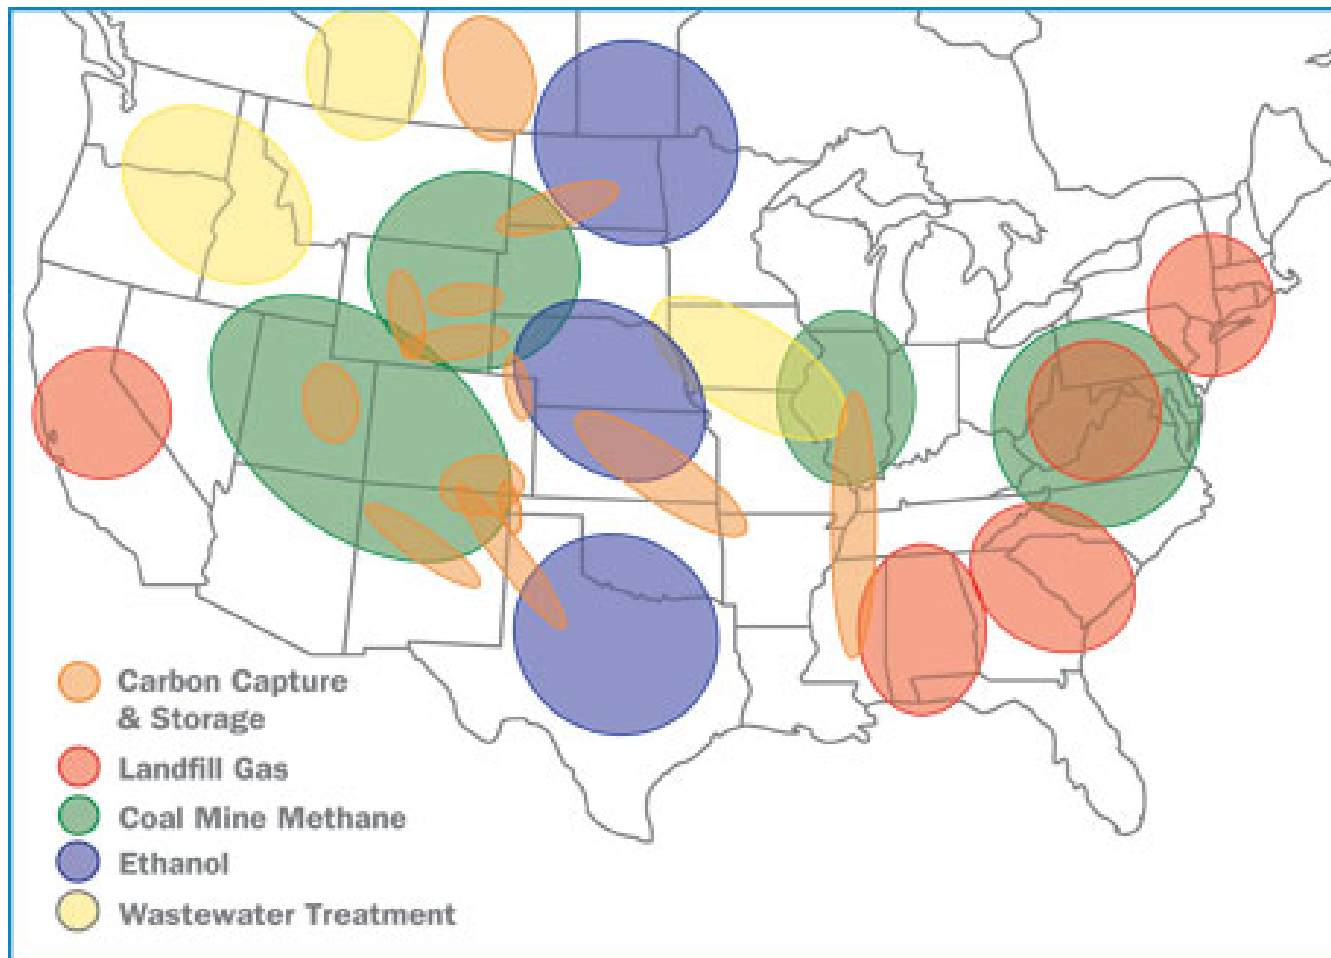 Carbon Capture
& Storage
Landfill Gas
Coal Mine Methane
Ethanol
Wastewater Treatment